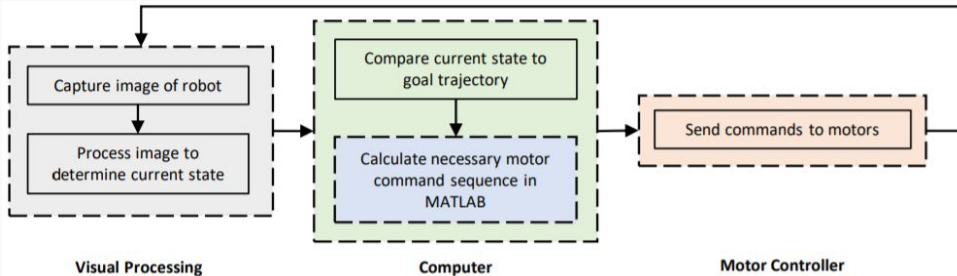 Capture image of robot
Process image to
determine current state
Visual Processing
Compare current state to
goal trajectory
Calculate necessary motor
command sequence in
MATLAB
Computer
Send commands to motors
Motor Controller